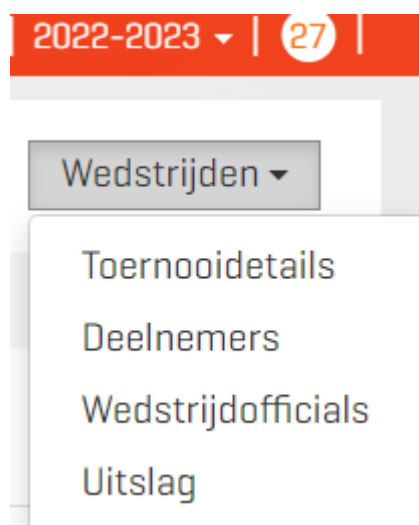 | 2022-2023 | 27 |
Wedstrijden
Toernooidetails
Deelnemers
Wedstrijdofficials
Uitslag